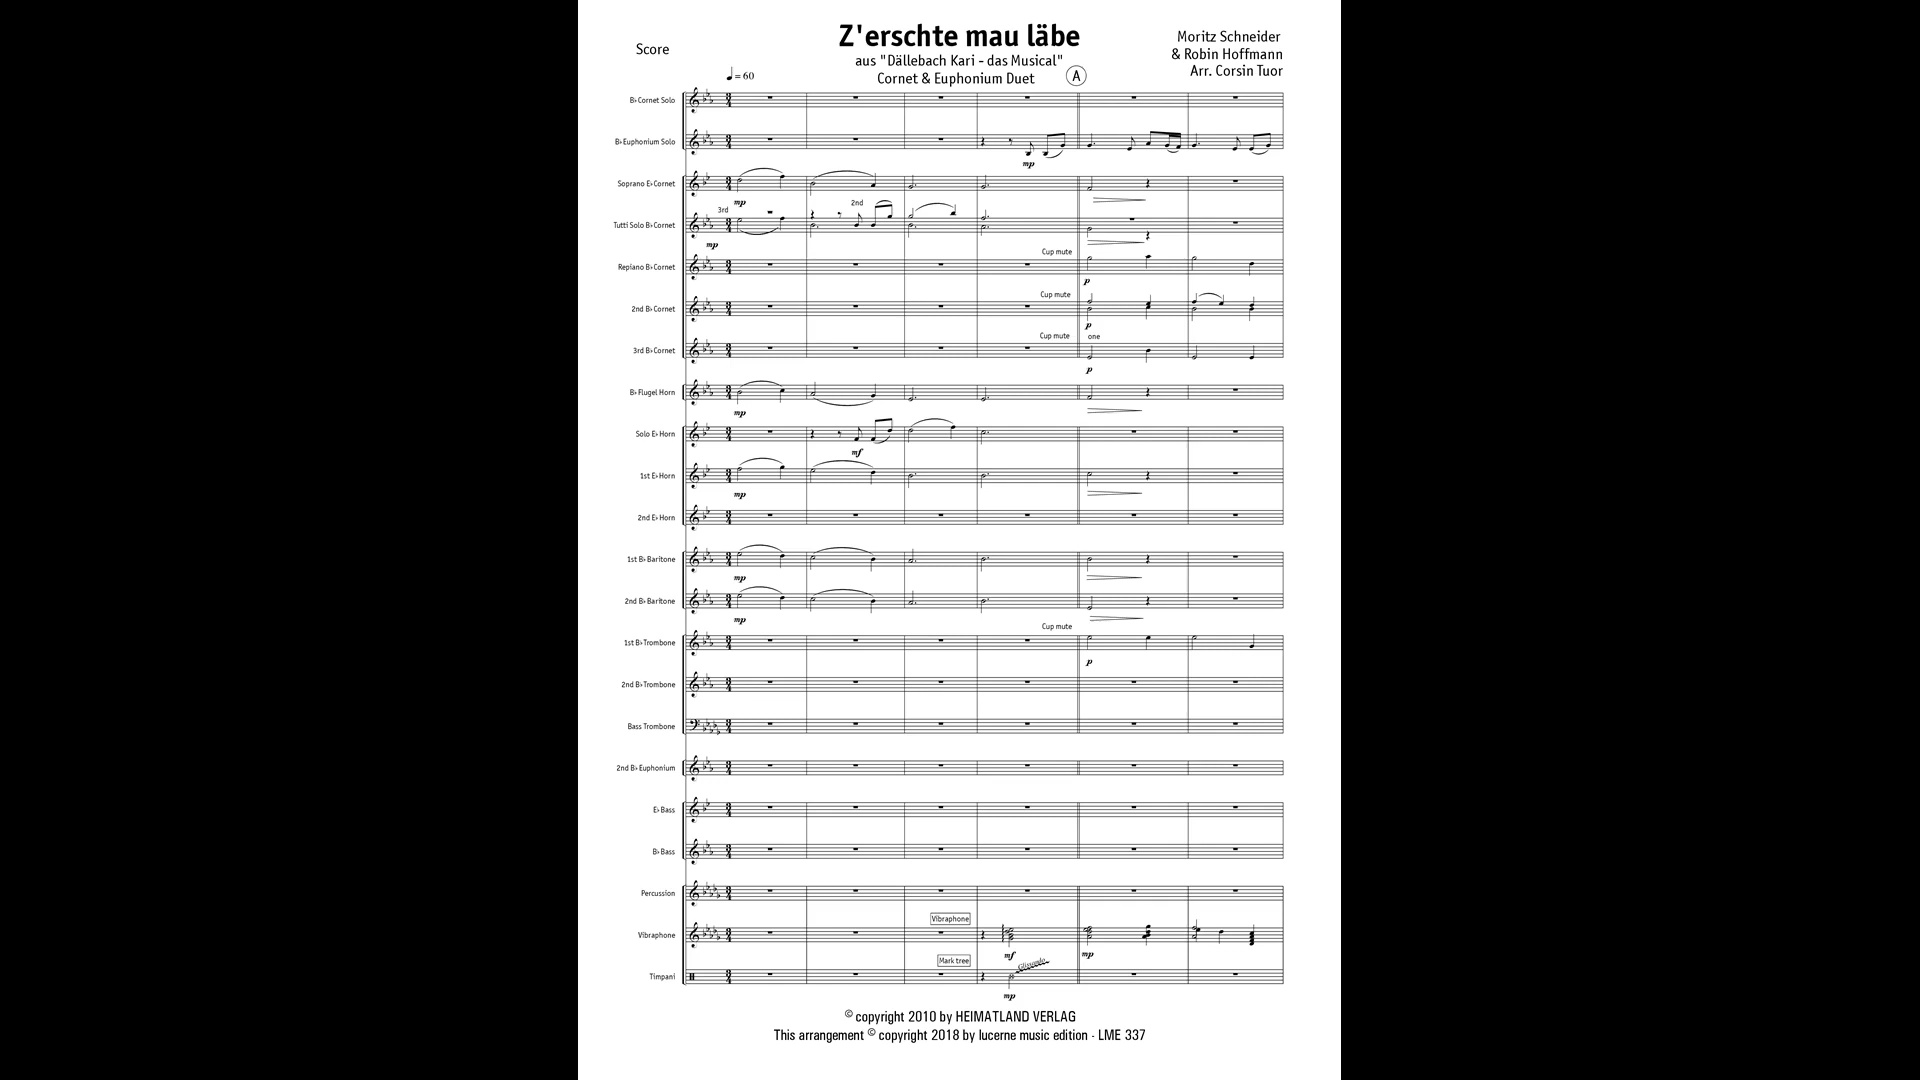 Z'erschte mau läbe
Score
aus "Dällebach Kari - das Musical"
Cornet & Euphonium Duet
Moritz Schneider
& Robin Hoffmann
Arr. Corsin Tuor
♩ = 60
A
B♭ Cornet Solo
B♭ Euphonium Solo
mp
Soprano E♭ Cornet
mp
3rd
2nd
Tutti Solo B♭ Cornet
mp
Cup mute
Repiano B♭ Cornet
p
Cup mute
2nd B♭ Cornet
p
Cup mute
one
3rd B♭ Cornet
p
B♭ Flugel Horn
mp
Solo E♭ Horn
mf
1st E♭ Horn
mp
2nd E♭ Horn
1st B♭ Baritone
mp
2nd B♭ Baritone
mp
Cup mute
1st B♭ Trombone
p
2nd B♭ Trombone
Bass Trombone
2nd B♭ Euphonium
E♭ Bass
B♭ Bass
Percussion
Vibraphone
Vibraphone
mf
mp
Mark tree
Glissando
Timpani
mp
© copyright 2010 by HEIMATLAND VERLAG
This arrangement © copyright 2018 by lucerne music edition - LME 337